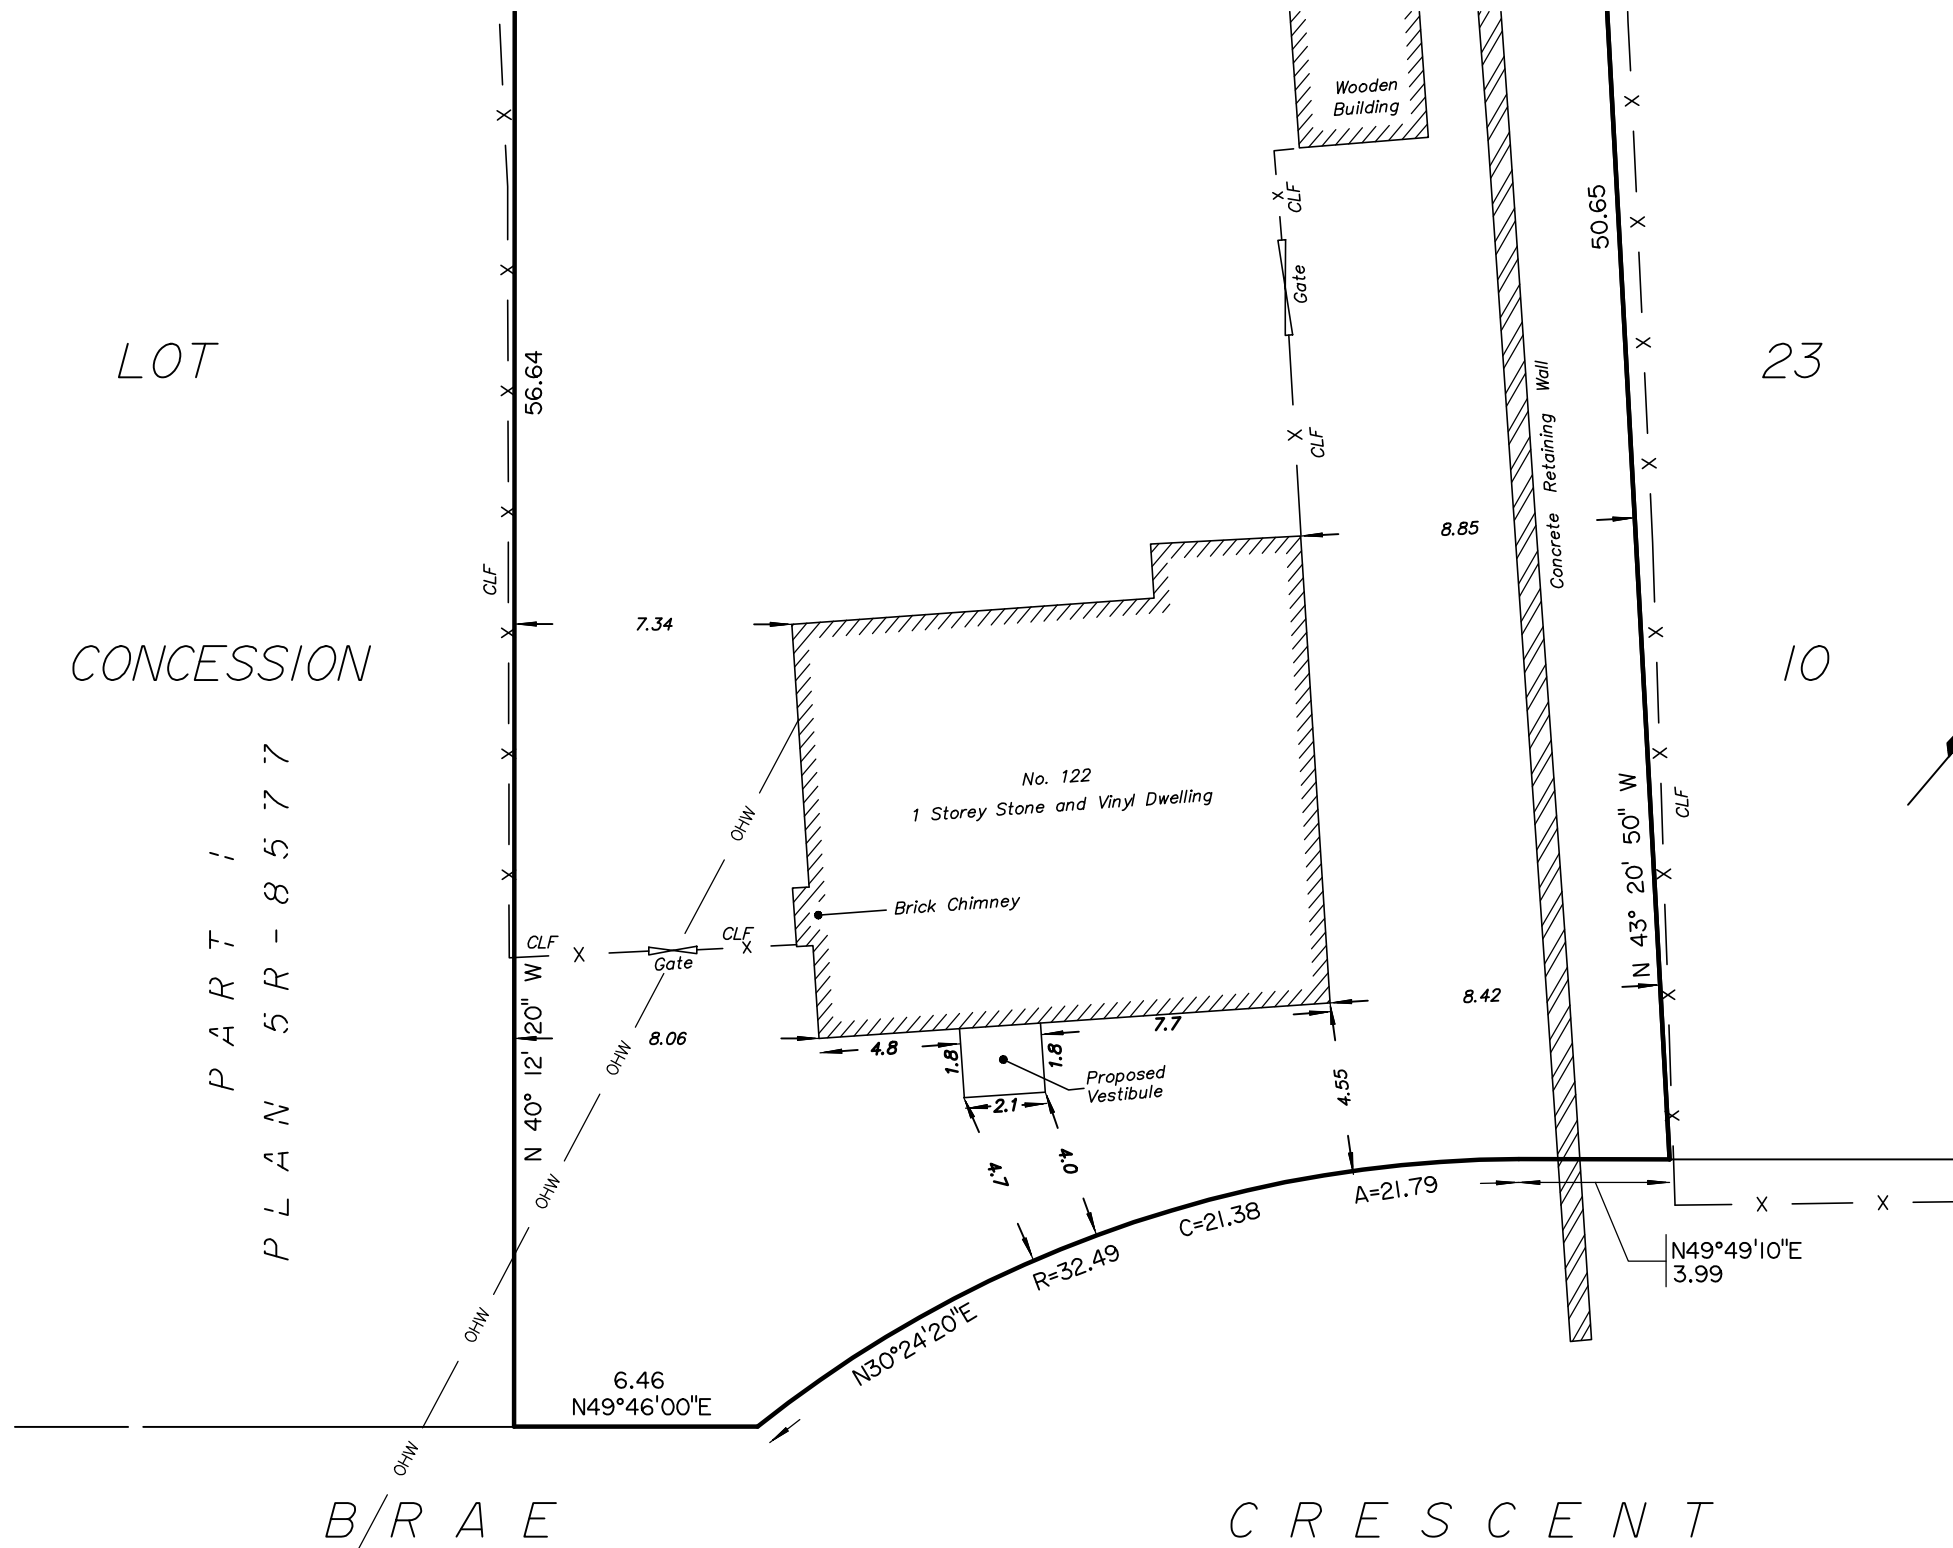 Wooden
Building
CLF
Gate
CLF
50.65
56.64
LOT
23
Concrete Retaining Wall
8.85
CLF
7.34
CONCESSION
10
PART 1
PLAN 5R-8577
No. 122
1 Storey Stone and Vinyl Dwelling
OHW
CLF
N 43° 20' 50" W
Brick Chimney
CLF
CLF
Gate
N 40° 12' 20" W
8.42
8.06
4.8
7.7
1.8
1.8
Proposed
Vestibule
2.1
4.55
OHW
4.7
4.0
OHW
A=21.79
C=21.38
R=32.49
N30°24'20"E
N49°49'10"E
3.99
OHW
6.46
N49°46'00"E
OHW
B/RAE CRESCENT